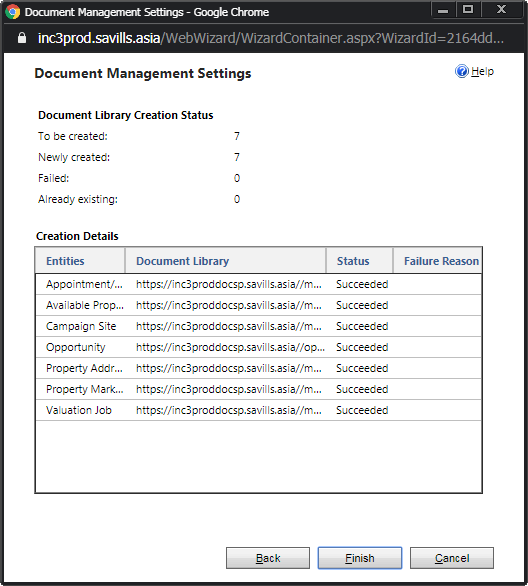 Document Management Settings - Google Chrome
inc3prod.savills.asia/WebWizard/WizardContainer.aspx?WizardId=2164dd...
Document Management Settings
Help
Document Library Creation Status
To be created: 7
Newly created: 7
Failed: 0
Already existing: 0
Creation Details
Entities Document Library Status Failure Reason
Appointment/... https://inc3proddocsp.savills.asia//m... Succeeded
Available Prop... https://inc3proddocsp.savills.asia//m... Succeeded
Campaign Site https://inc3proddocsp.savills.asia//m... Succeeded
Opportunity https://inc3proddocsp.savills.asia//op... Succeeded
Property Addr... https://inc3proddocsp.savills.asia//m... Succeeded
Property Mark... https://inc3proddocsp.savills.asia//m... Succeeded
Valuation Job https://inc3proddocsp.savills.asia//m... Succeeded
Back Finish Cancel